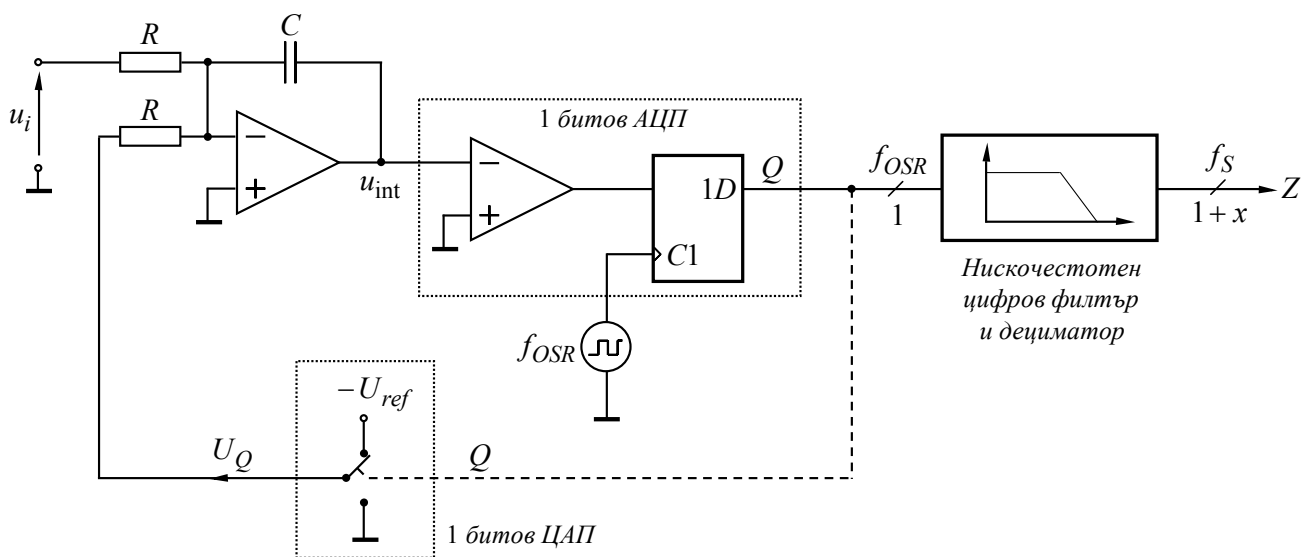 R
C
R
u_i
−
+
u_int
1 битов АЦП
−
+
1D
C1
Q
f_OSR
f_OSR
1
f_S
1 + x
Z
Нискочестотен
цифров филтър
и дециматор
−U_ref
U_Q
Q
1 битов ЦАП